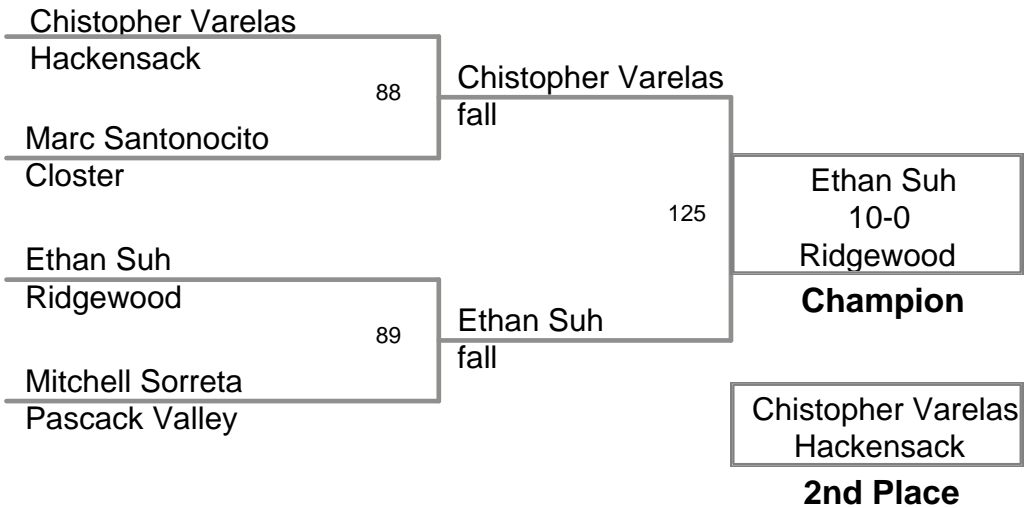 Chistopher Varelas
Hackensack
88
Marc Santonocito
Closter
Chistopher Varelas
fall
Ethan Suh
Ridgewood
89
Mitchell Sorreta
Pascack Valley
Ethan Suh
fall
125
Ethan Suh
10-0
Ridgewood
Champion
Chistopher Varelas
Hackensack
2nd Place